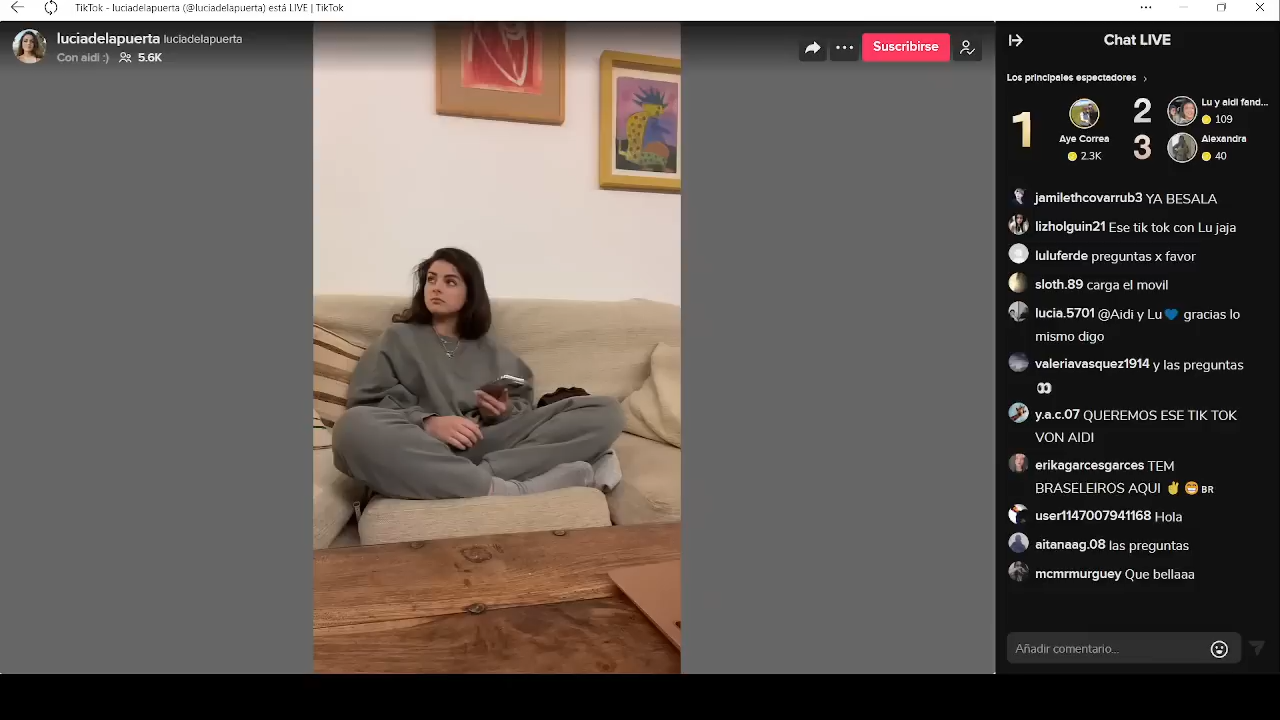 TikTok - luciadelapuerta (@luciadelapuerta) está LIVE | TikTok
luciadelapuerta luciadelapuerta
Con aidi :) 5.6K
Suscribirse
Chat LIVE
Los principales espectadores
1
Aye Correa
2.3K
2
Lu y aidi fand...
109
3
Alexandra
40
jamilethcovarrub3 YA BESALA
lizholguin21 Ese tik tok con Lu jaja
luluferde preguntas x favor
sloth.89 carga el movil
lucia.5701 @Aidi y Lu💙 gracias lo
mismo digo
valeriavasquez1914 y las preguntas
👀
y.a.c.07 QUEREMOS ESE TIK TOK
VON AIDI
erikagarcesgarces TEM
BRASELEIROS AQUI ✌️😁BR
user1147007941168 Hola
aitanaag.08 las preguntas
mcmrmurguey Que bellaaa
Añadir comentario...